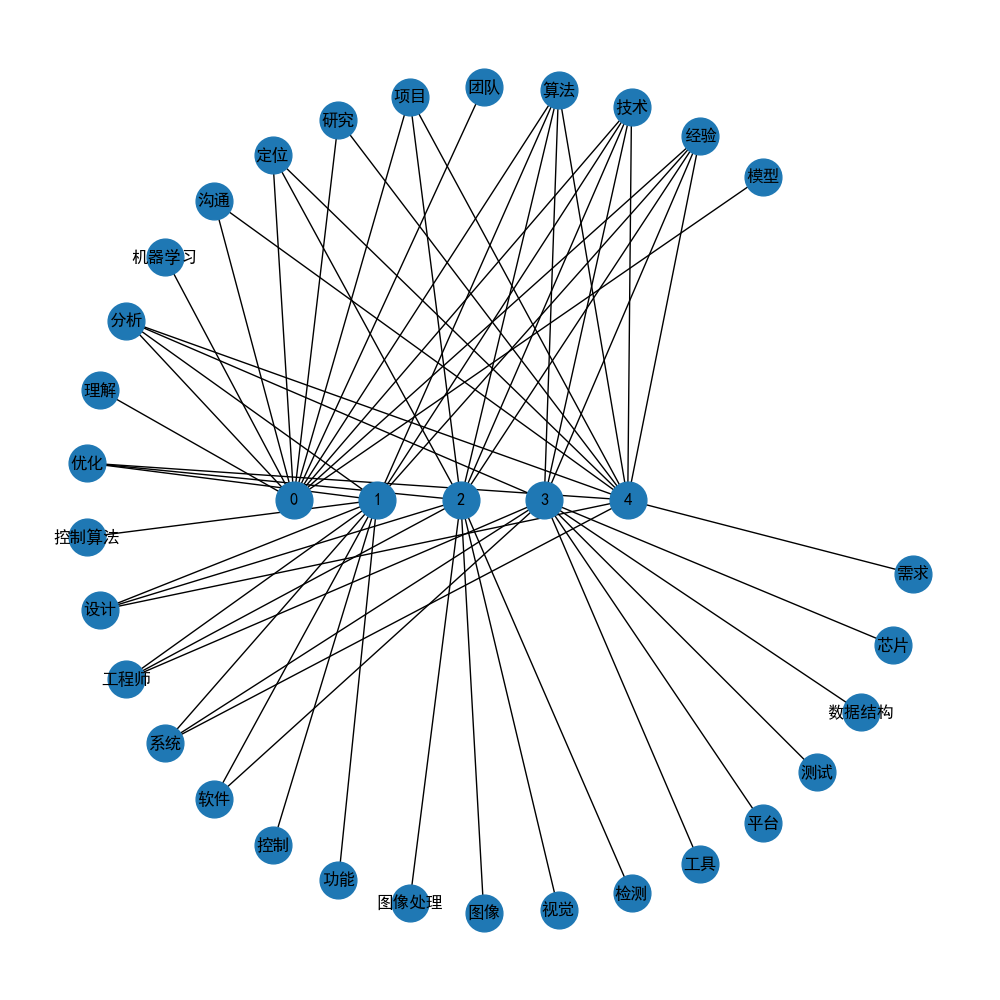 团队
算法
项目
技术
研究
经验
定位
模型
沟通
机器学习
分析
理解
优化
0 1 2 3 4
控制算法
需求
设计
芯片
工程师
数据结构
系统
测试
软件
平台
控制
工具
功能
检测
图像处理
视觉
图像